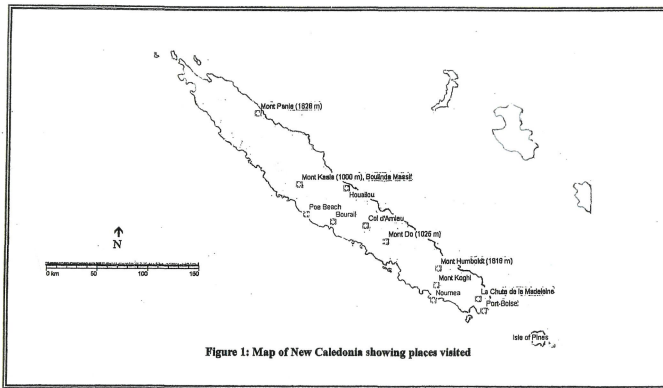 Mont Panie (1628 m)
Mont Kaala (1000 m), Boulinda Massif
Houailou
Poe Beach
Bourail
Col d'Amieu
Mont Do (1025 m)
N
0 km 50 100 150
Mont Humboldt (1618 m)
Mont Koghi
La Chute de la Madeleine
Noumea
Port-Boise!
Isle of Pines
Figure 1: Map of New Caledonia showing places visited